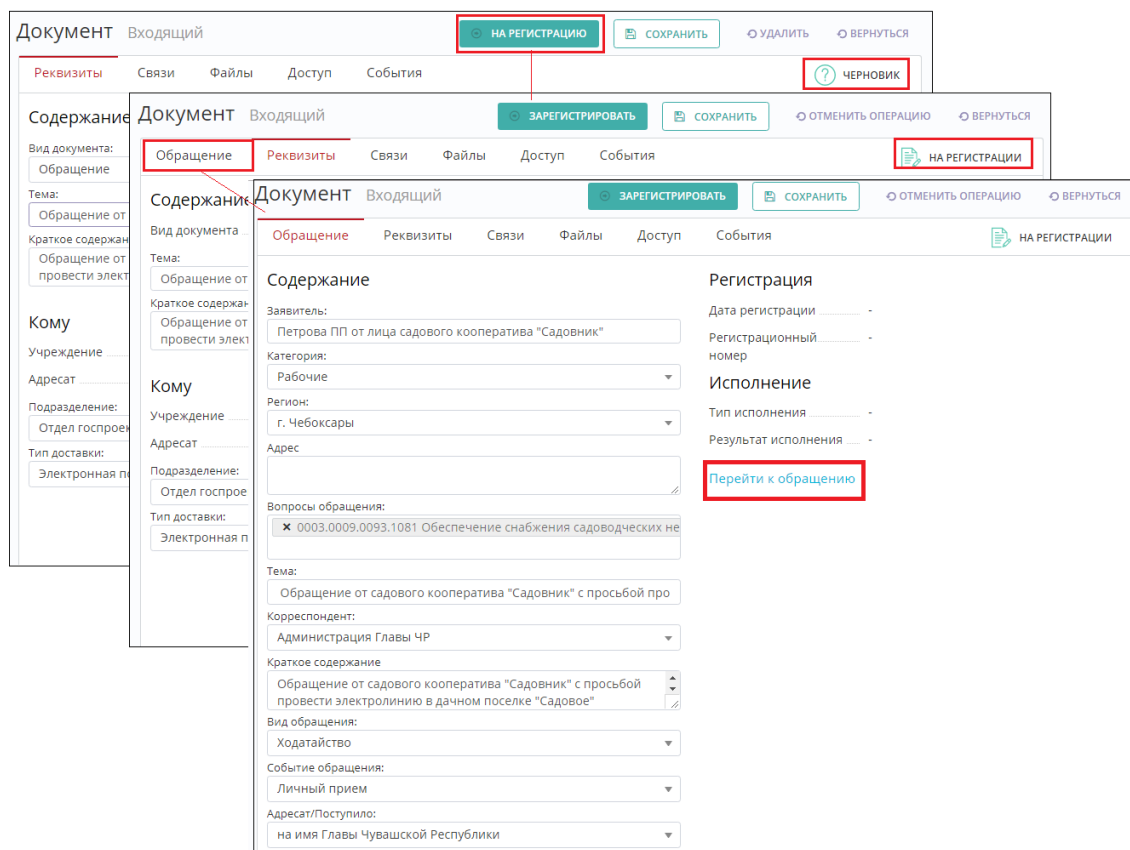 Документ Входящий
НА РЕГИСТРАЦИЮ
СОХРАНИТЬ
УДАЛИТЬ
ВЕРНУТЬСЯ
Реквизиты Связи Файлы Доступ События
ЧЕРНОВИК
Содержание
Вид документа:
Обращение
Тема:
Обращение от
Краткое содержан
Обращение от
провести элект
Кому
Учреждение
Адресат
Подразделение:
Отдел госпроек
Тип доставки:
Электронная по
Документ Входящий
ЗАРЕГИСТРИРОВАТЬ
СОХРАНИТЬ
ОТМЕНИТЬ ОПЕРАЦИЮ
ВЕРНУТЬСЯ
Обращение Реквизиты Связи Файлы Доступ События
НА РЕГИСТРАЦИИ
Содержание
Вид документа
Тема:
Обращение от
Краткое содержан
Обращение от
провести элект
Кому
Учреждение
Адресат
Подразделение:
Отдел госпрое
Тип доставки:
Электронная п
Документ Входящий
ЗАРЕГИСТРИРОВАТЬ
СОХРАНИТЬ
ОТМЕНИТЬ ОПЕРАЦИЮ
ВЕРНУТЬСЯ
Обращение Реквизиты Связи Файлы Доступ События
НА РЕГИСТРАЦИИ
Содержание
Заявитель:
Петрова ПП от лица садового кооператива "Садовник"
Категория:
Рабочие
Регион:
г. Чебоксары
Адрес
Вопросы обращения:
× 0003.0009.0093.1081 Обеспечение снабжения садоводческих не
Тема:
Обращение от садового кооператива "Садовник" с просьбой про
Корреспондент:
Администрация Главы ЧР
Краткое содержание
Обращение от садового кооператива "Садовник" с просьбой
провести электролинию в дачном поселке "Садовое"
Вид обращения:
Ходатайство
Событие обращения:
Личный прием
Адресат/Поступило:
на имя Главы Чувашской Республики
Регистрация
Дата регистрации -
Регистрационный -
номер
Исполнение
Тип исполнения -
Результат исполнения -
Перейти к обращению